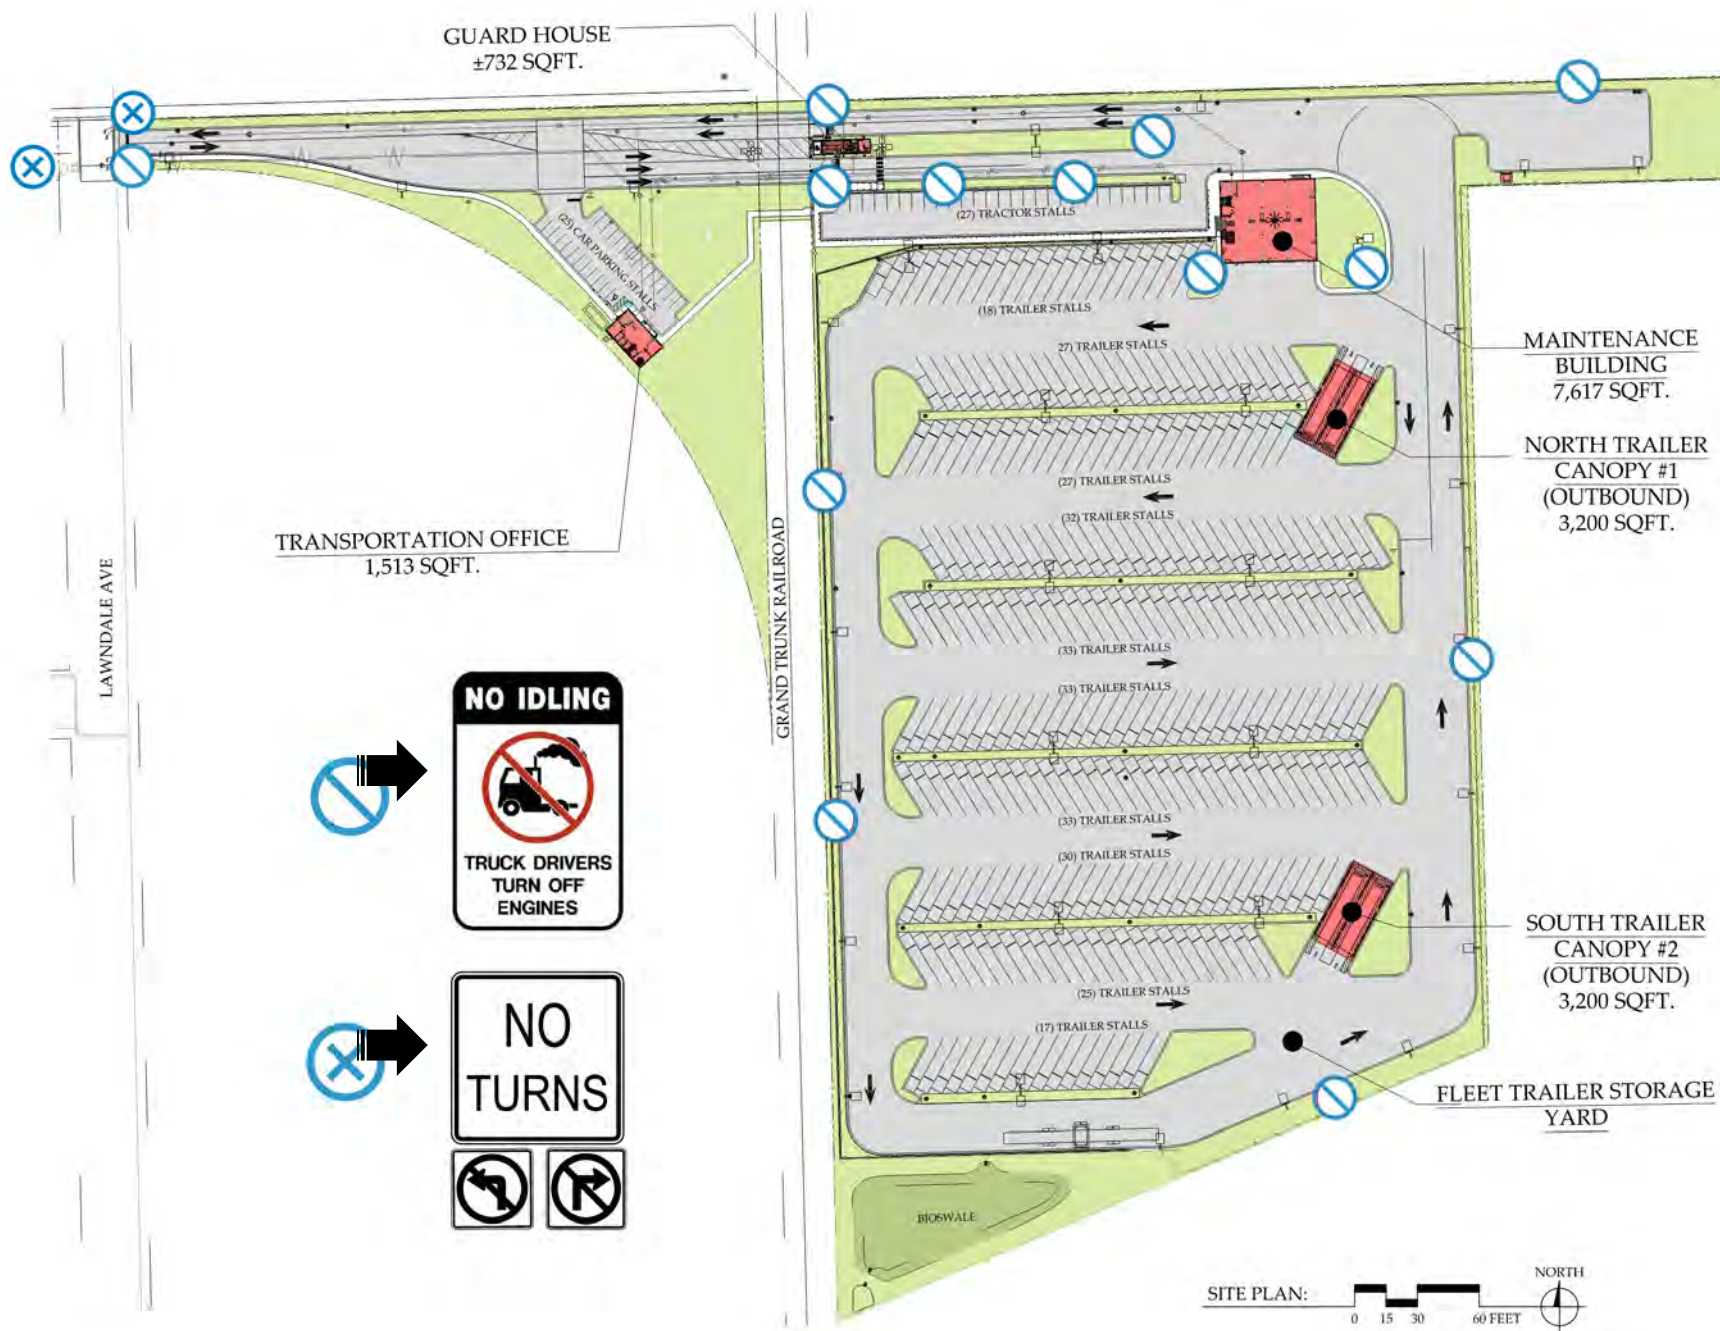 GUARD HOUSE
±732 SQFT.
(27) TRACTOR STALLS
(25) CAR PARKING STALLS
(18) TRAILER STALLS
27) TRAILER STALLS
MAINTENANCE
BUILDING
7,617 SQFT.
NORTH TRAILER
CANOPY #1
(OUTBOUND)
3,200 SQFT.
(27) TRAILER STALLS
(32) TRAILER STALLS
TRANSPORTATION OFFICE
1,513 SQFT.
LAWNDALE AVE
GRAND TRUNK RAILROAD
(33) TRAILER STALLS
(33) TRAILER STALLS
NO IDLING
TRUCK DRIVERS
TURN OFF
ENGINES
(33) TRAILER STALLS
(30) TRAILER STALLS
SOUTH TRAILER
CANOPY #2
(OUTBOUND)
3,200 SQFT.
(25) TRAILER STALLS
(17) TRAILER STALLS
NO
TURNS
FLEET TRAILER STORAGE
YARD
BIOSWALE
SITE PLAN:
0 15 30 60 FEET
NORTH